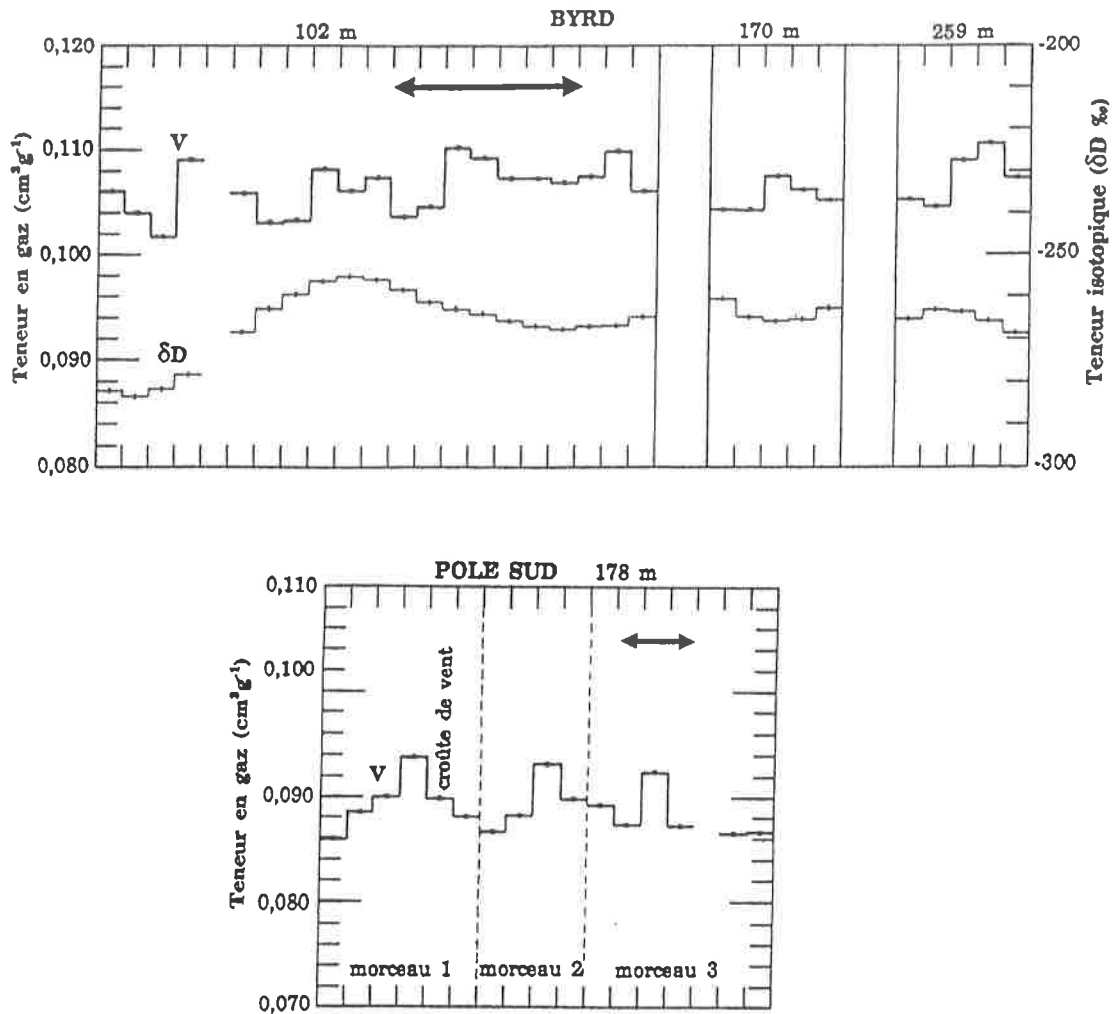 BYRD
102 m 170 m 259 m
0,120
0,110
0,100
0,090
0,080
Teneur en gaz (cm³g⁻¹)
V
δD
-200
-250
-300
Teneur isotopique (δD ‰)
POLE SUD 178 m
0,110
0,100
0,090
0,080
0,070
Teneur en gaz (cm³g⁻¹)
V
croûte de vent
morceau 1 morceau 2 morceau 3